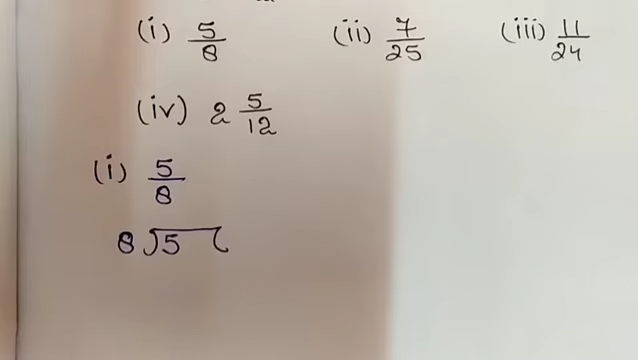 (i) 5/8 (ii) 7/25 (iii) 11/24
(iv) 2 5/12
(i) 5/8
8)5(